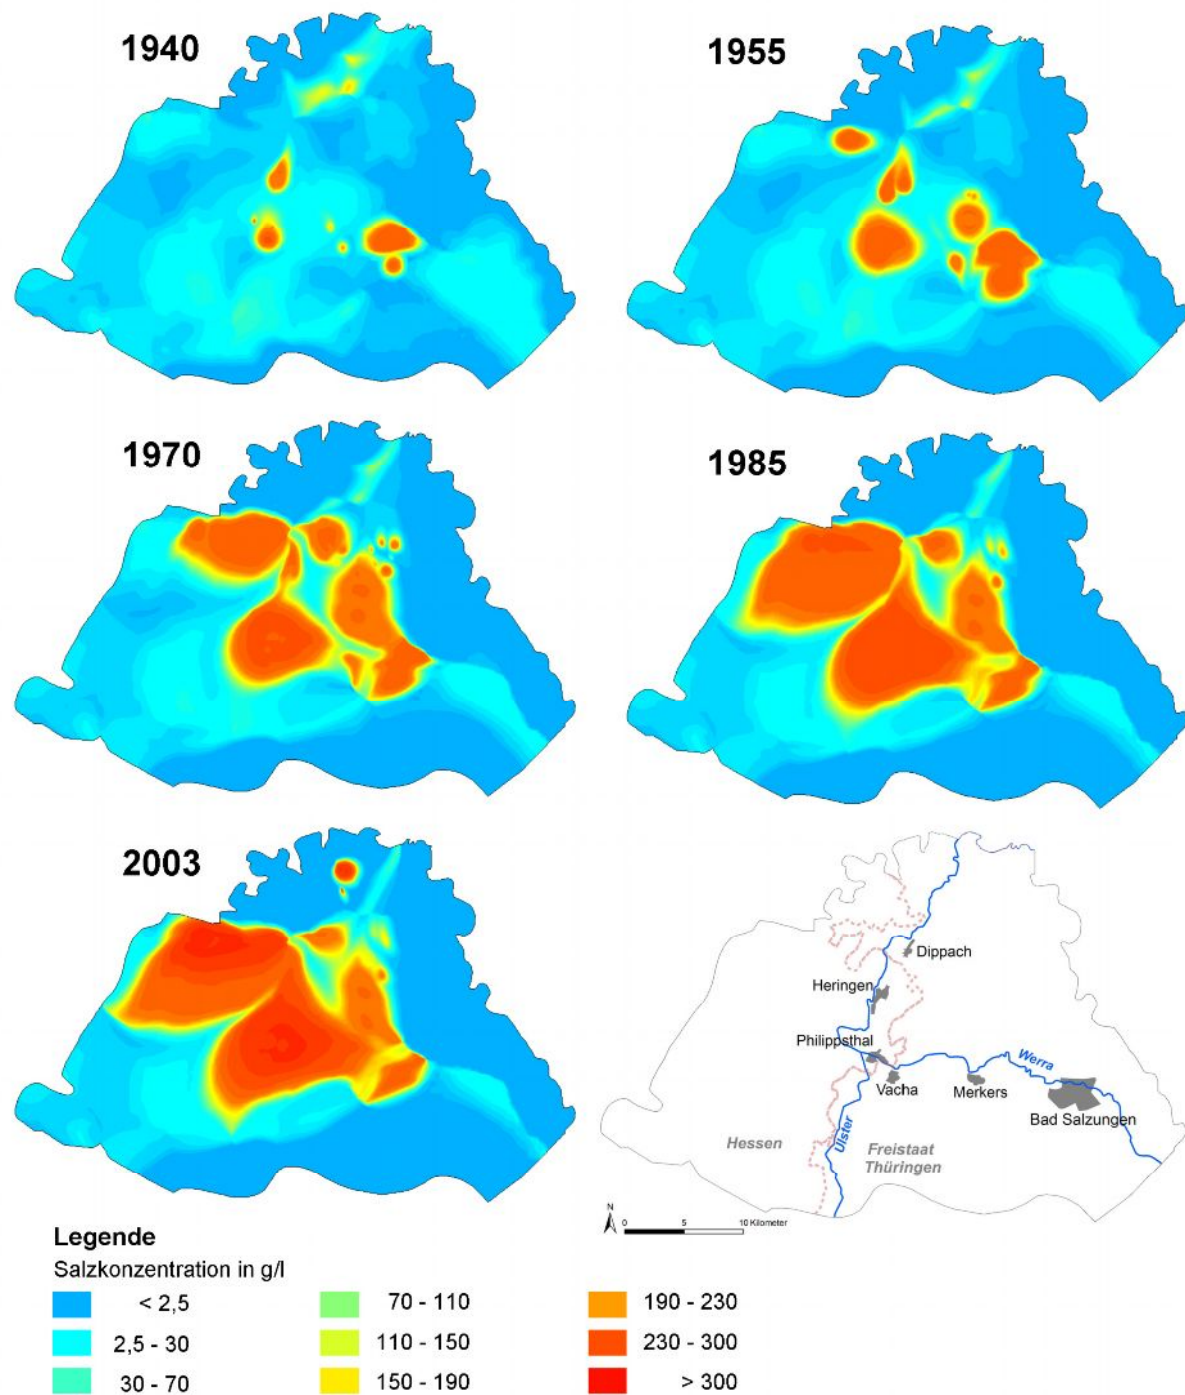 1940
1955
1970
1985
2003
Dippach
Heringen
Philippsthal
Vacha
Merkers
Werra
Bad Salzungen
Ulster
Hessen
Freistaat
Thüringen
N
0 5 10 Kilometer
Legende
Salzkonzentration in g/l
< 2,5 70 - 110 190 - 230
2,5 - 30 110 - 150 230 - 300
30 - 70 150 - 190 > 300